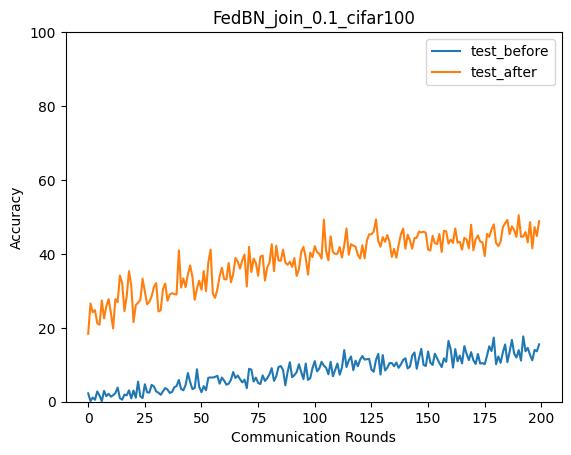 FedBN_join_0.1_cifar100
test_before
test_after
Accuracy
100
80
60
40
20
0
0 25 50 75 100 125 150 175 200
Communication Rounds